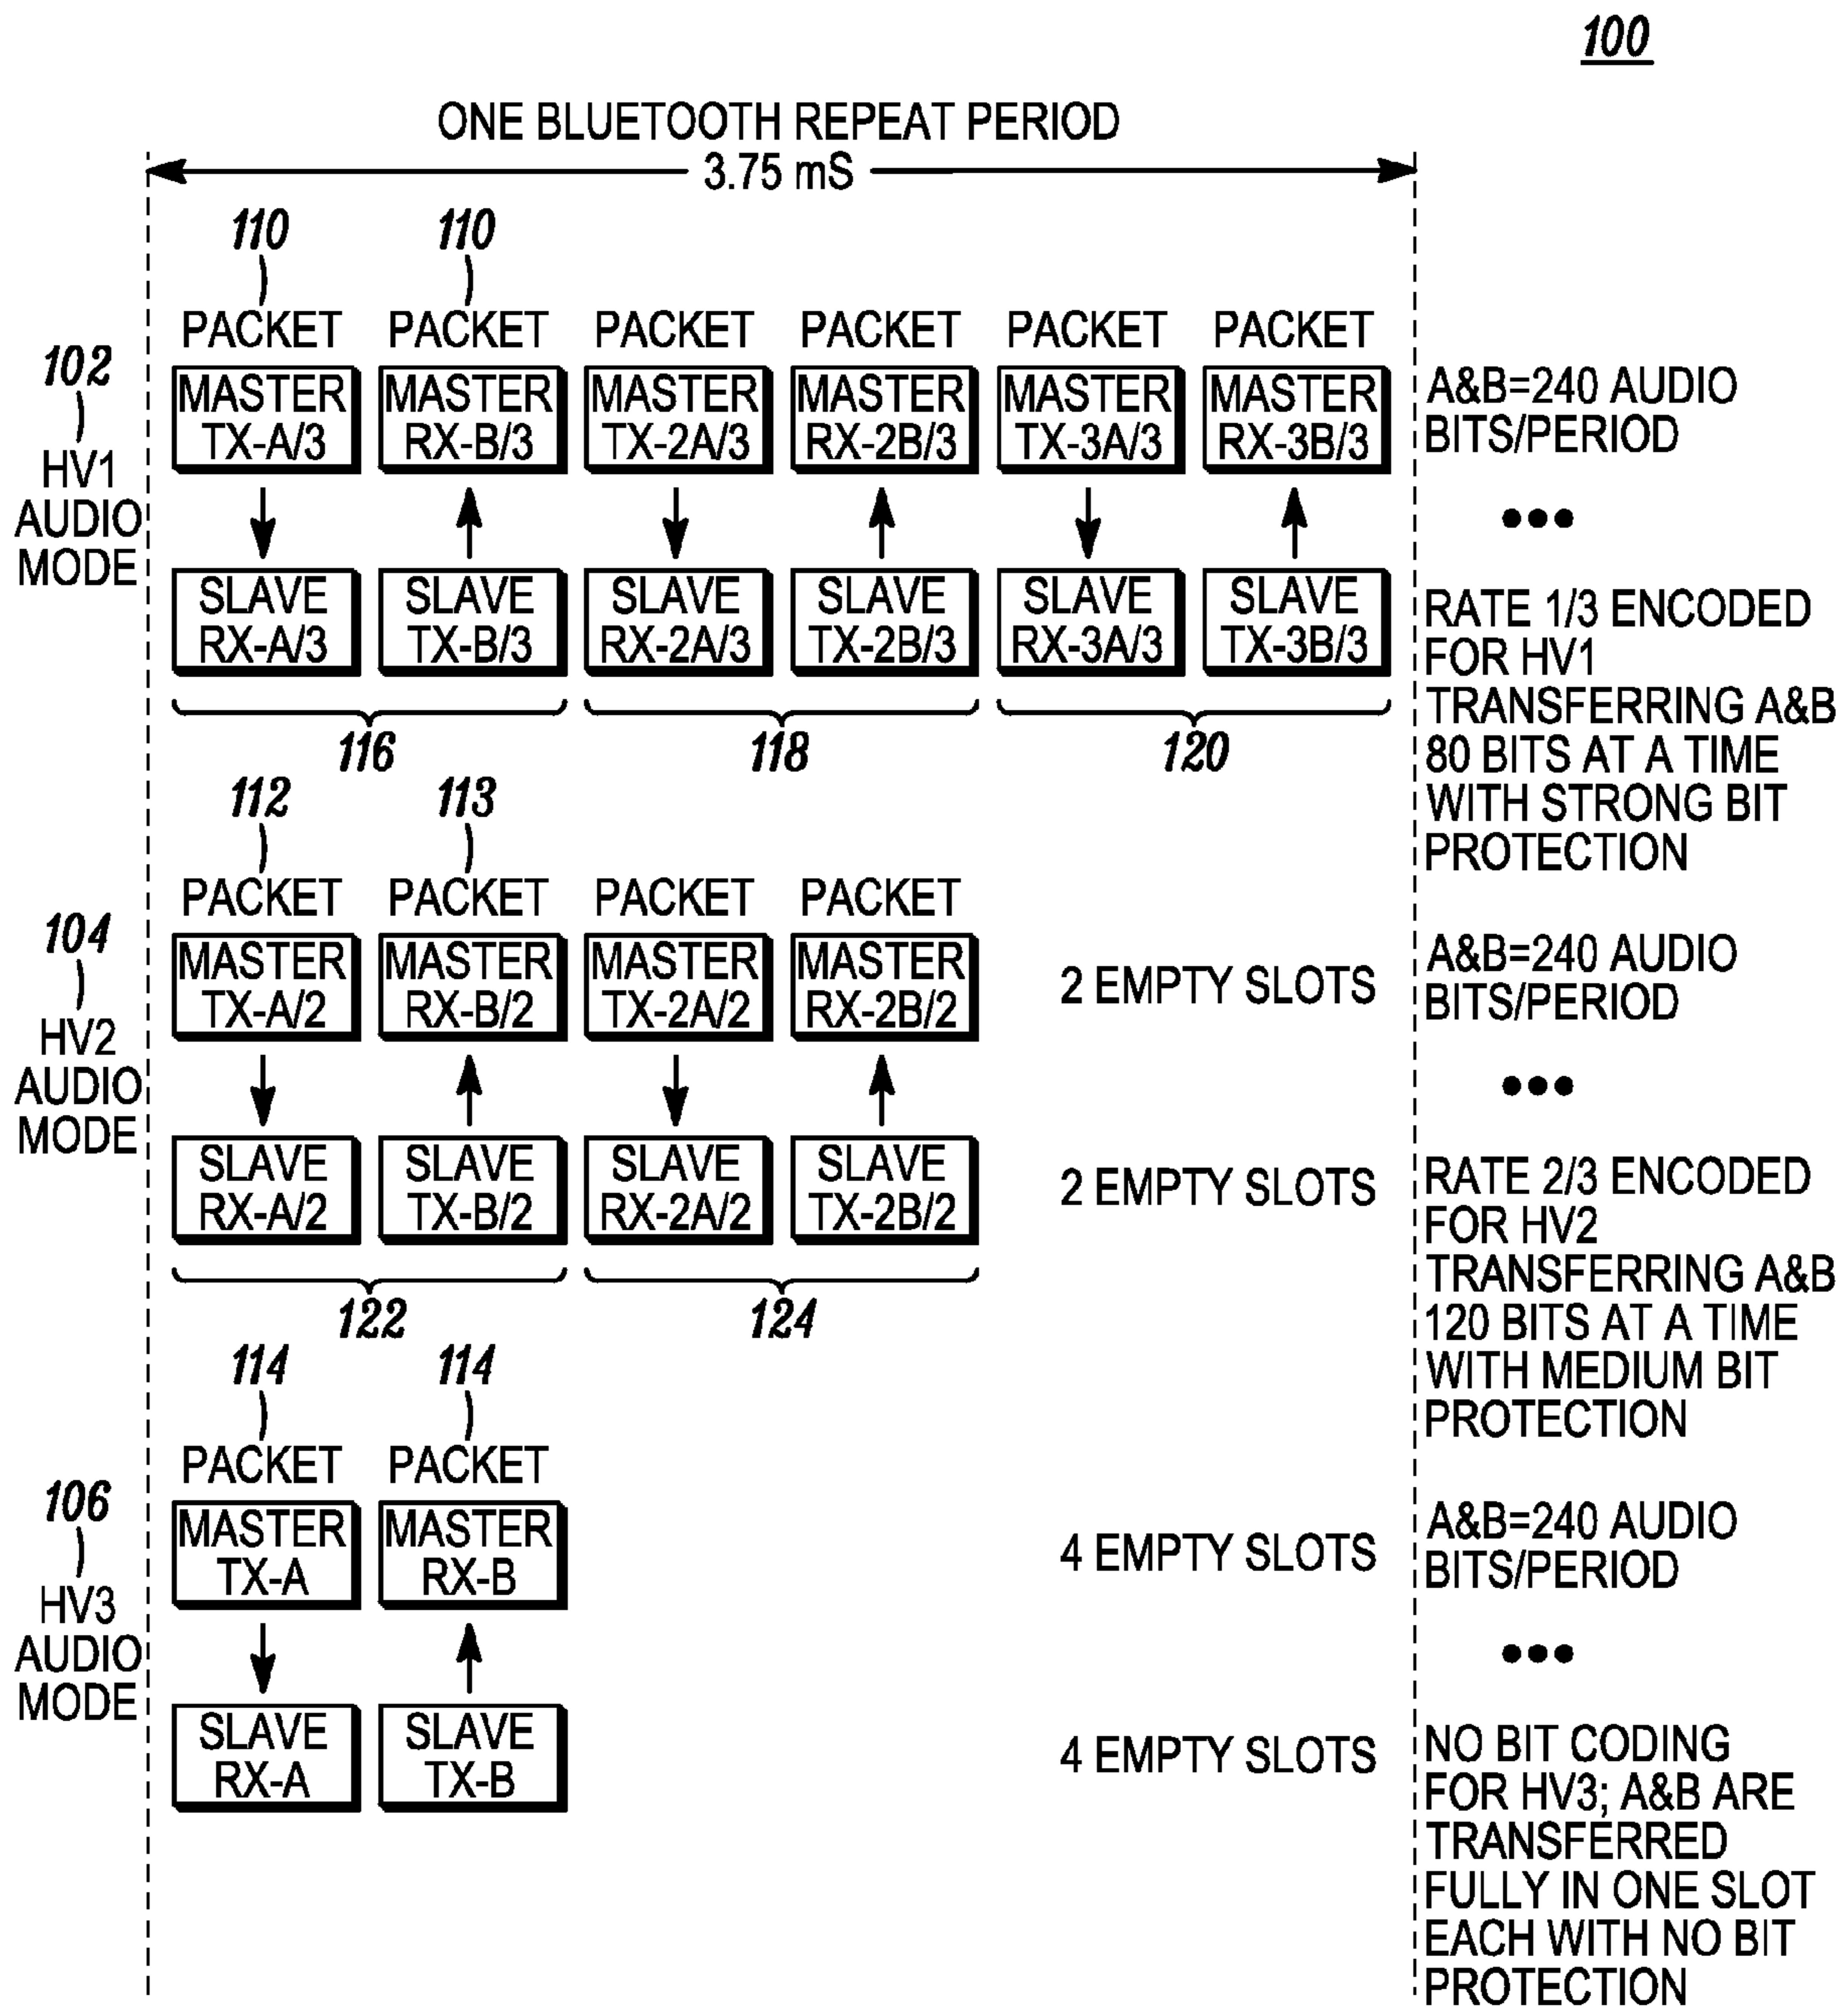 100
ONE BLUETOOTH REPEAT PERIOD
3.75 mS
110 110
PACKET PACKET PACKET PACKET PACKET PACKET
102
HV1
AUDIO
MODE
MASTER MASTER MASTER MASTER MASTER MASTER
TX-A/3 RX-B/3 TX-2A/3 RX-2B/3 TX-3A/3 RX-3B/3
SLAVE SLAVE SLAVE SLAVE SLAVE SLAVE
RX-A/3 TX-B/3 RX-2A/3 TX-2B/3 RX-3A/3 TX-3B/3
116 118 120
A&B=240 AUDIO
BITS/PERIOD
•••
RATE 1/3 ENCODED
FOR HV1
TRANSFERRING A&B
80 BITS AT A TIME
WITH STRONG BIT
PROTECTION
112 113
PACKET PACKET PACKET PACKET
104
HV2
AUDIO
MODE
MASTER MASTER MASTER MASTER
TX-A/2 RX-B/2 TX-2A/2 RX-2B/2
2 EMPTY SLOTS
SLAVE SLAVE SLAVE SLAVE
RX-A/2 TX-B/2 RX-2A/2 TX-2B/2
2 EMPTY SLOTS
122 124
A&B=240 AUDIO
BITS/PERIOD
•••
RATE 2/3 ENCODED
FOR HV2
TRANSFERRING A&B
120 BITS AT A TIME
WITH MEDIUM BIT
PROTECTION
114 114
PACKET PACKET
106
HV3
AUDIO
MODE
MASTER MASTER
TX-A RX-B
4 EMPTY SLOTS
SLAVE SLAVE
RX-A TX-B
4 EMPTY SLOTS
A&B=240 AUDIO
BITS/PERIOD
•••
NO BIT CODING
FOR HV3; A&B ARE
TRANSFERRED
FULLY IN ONE SLOT
EACH WITH NO BIT
PROTECTION